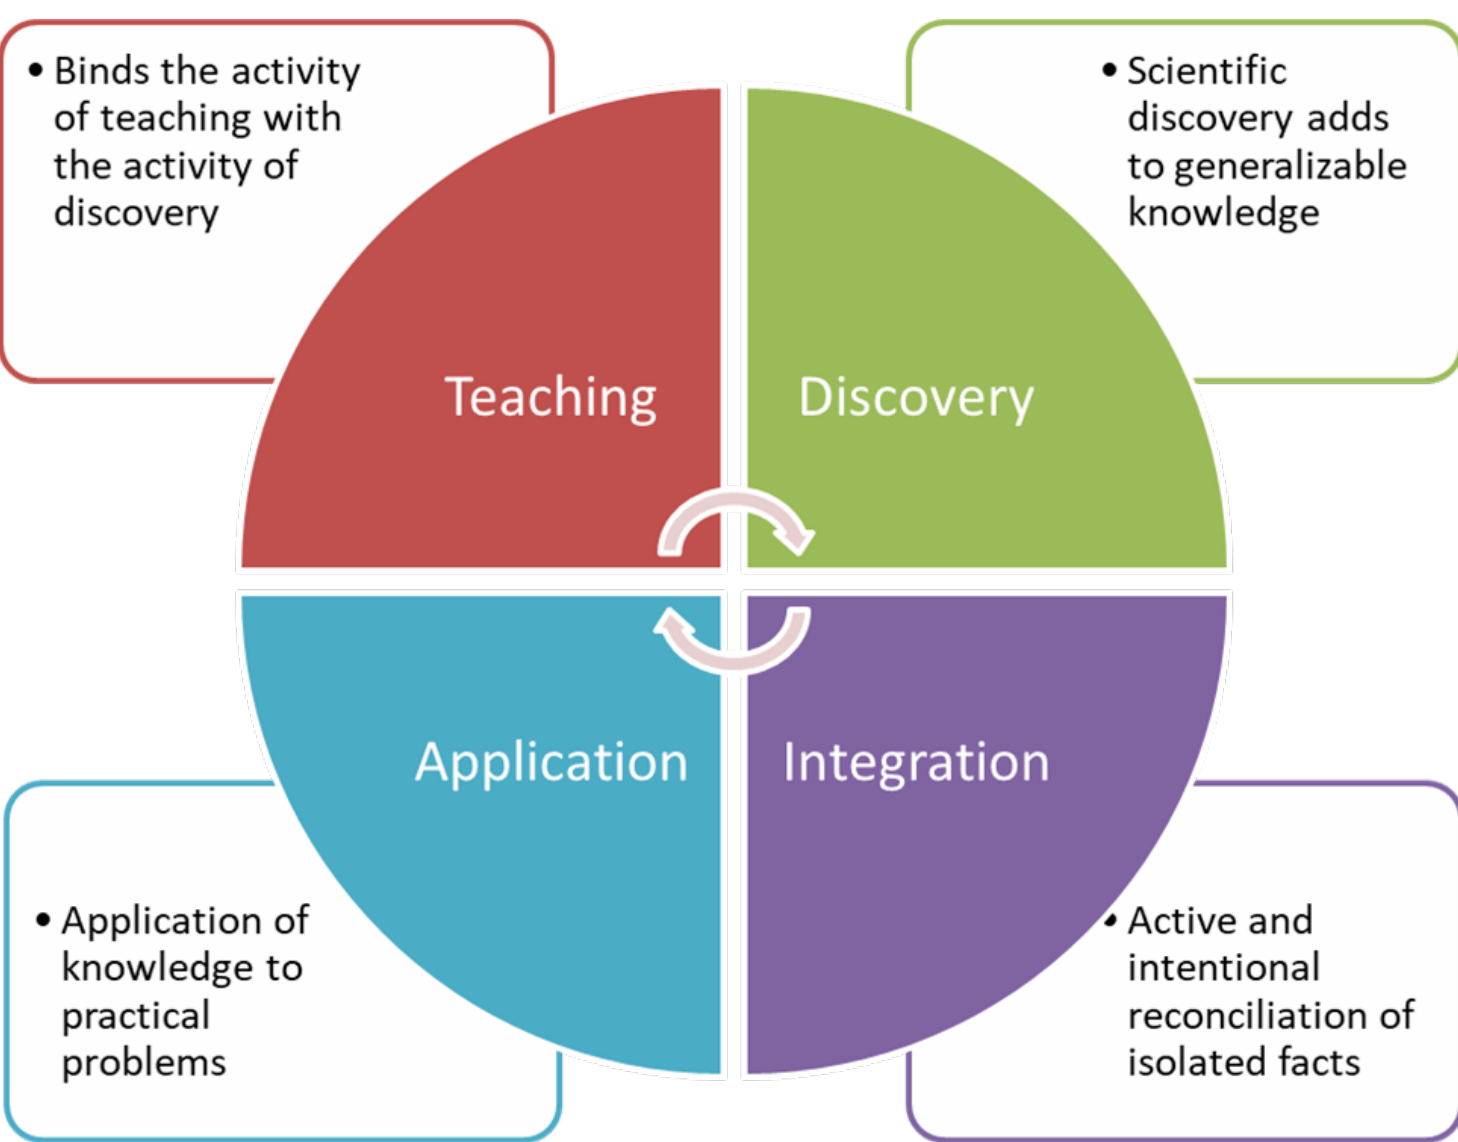 • Binds the activity
of teaching with
the activity of
discovery
• Scientific
discovery adds
to generalizable
knowledge
Teaching
Discovery
Application
Integration
• Application of
knowledge to
practical
problems
• Active and
intentional
reconciliation of
isolated facts